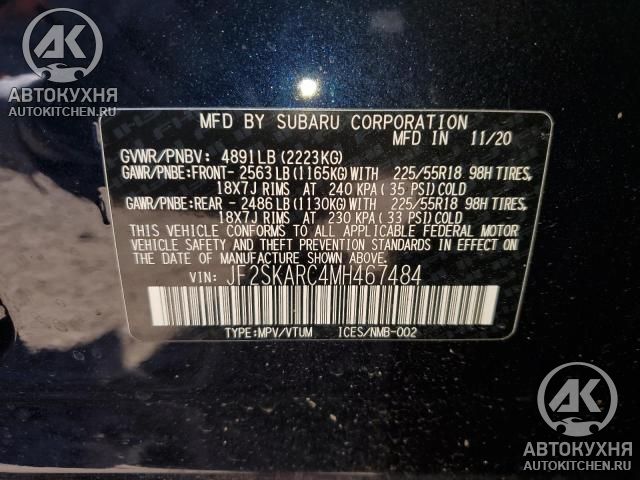 AK
АВТОКУХНЯ
AUTOKITCHEN.RU
MFD BY SUBARU CORPORATION
MFD IN 11/20
GVWR/PNBV: 4891LB (2223KG)
GAWR/PNBE:FRONT- 2563LB (1165KG)WITH 225/55R18 98H TIRES,
18X7J RIMS AT 240 KPA (35 PSI)COLD
GAWR/PNBE:REAR - 2486LB (1130KG)WITH 225/55R18 98H TIRES,
18X7J RIMS AT 230 KPA (33 PSI)COLD
THIS VEHICLE CONFORMS TO ALL APPLICABLE FEDERAL MOTOR
VEHICLE SAFETY AND THEFT PREVENTION STANDARDS IN EFFECT ON
THE DATE OF MANUFACTURE SHOWN ABOVE.
VIN: JF2SKARC4MH467484
TYPE:MPV/VTUM ICES/NMB-002
AK
АВТОКУХНЯ
AUTOKITCHEN.RU